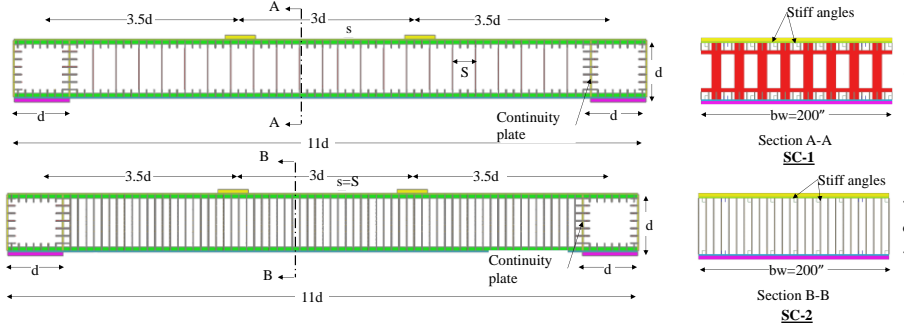 A
3.5d
3d
3.5d
s
S
d
A
d
Continuity
plate
d
11d
Stiff angles
bw=200"
Section A-A
SC-1
B
3.5d
3d
3.5d
s=S
d
Continuity
plate
d
B
d
11d
Stiff angles
bw=200"
Section B-B
SC-2